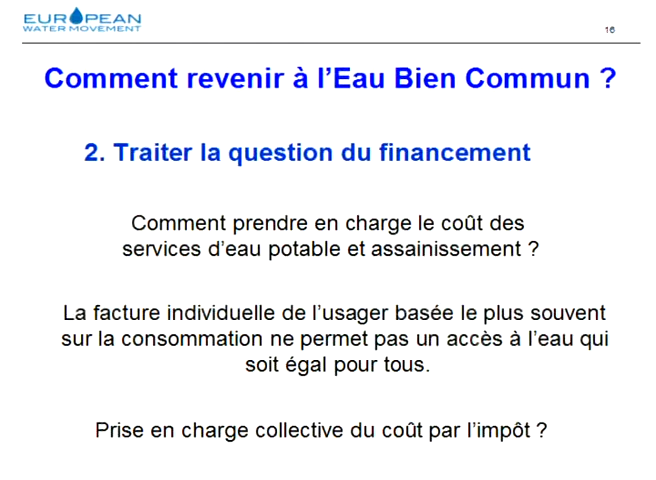 EUROPEAN
WATER MOVEMENT
16
Comment revenir à l'Eau Bien Commun ?
2. Traiter la question du financement
Comment prendre en charge le coût des
services d'eau potable et assainissement ?
La facture individuelle de l'usager basée le plus souvent
sur la consommation ne permet pas un accès à l'eau qui
soit égal pour tous.
Prise en charge collective du coût par l'impôt ?